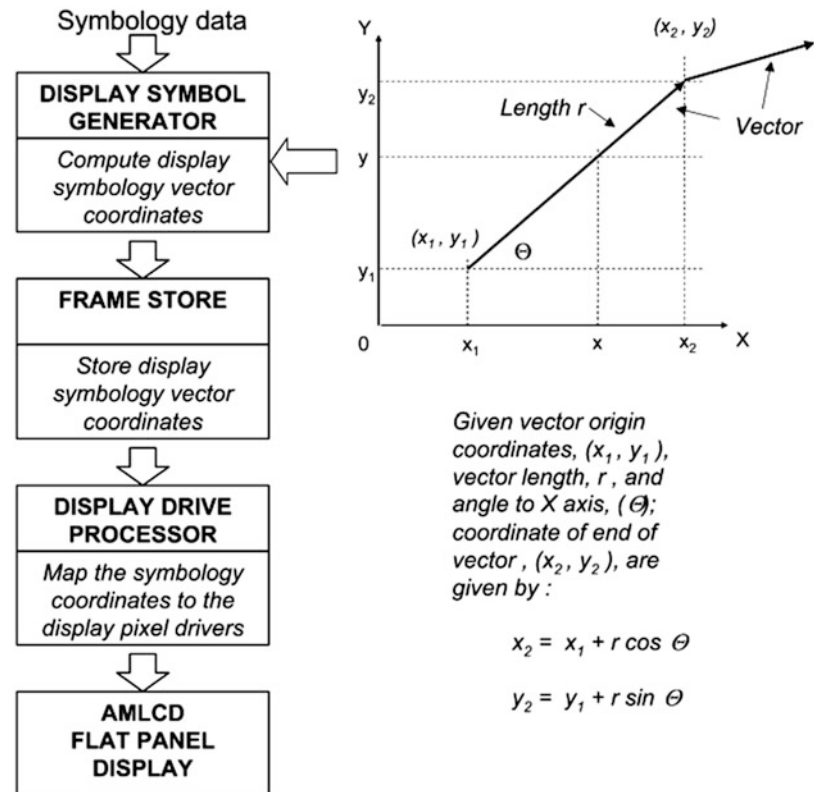 Symbology data
DISPLAY SYMBOL
GENERATOR
Compute display
symbology vector
coordinates
FRAME STORE
Store display
symbology vector
coordinates
DISPLAY DRIVE
PROCESSOR
Map the symbology
coordinates to the
display pixel drivers
AMLCD
FLAT PANEL
DISPLAY
Y
(x₂, y₂)
y₂
Length r
Vector
y
(x₁, y₁ )
Θ
y₁
0
x₁
x
x₂
X
Given vector origin
coordinates, (x₁, y₁ ),
vector length, r , and
angle to X axis, (Θ);
coordinate of end of
vector , (x₂, y₂ ), are
given by :
x₂ = x₁ + r cos Θ
y₂ = y₁ + r sin Θ